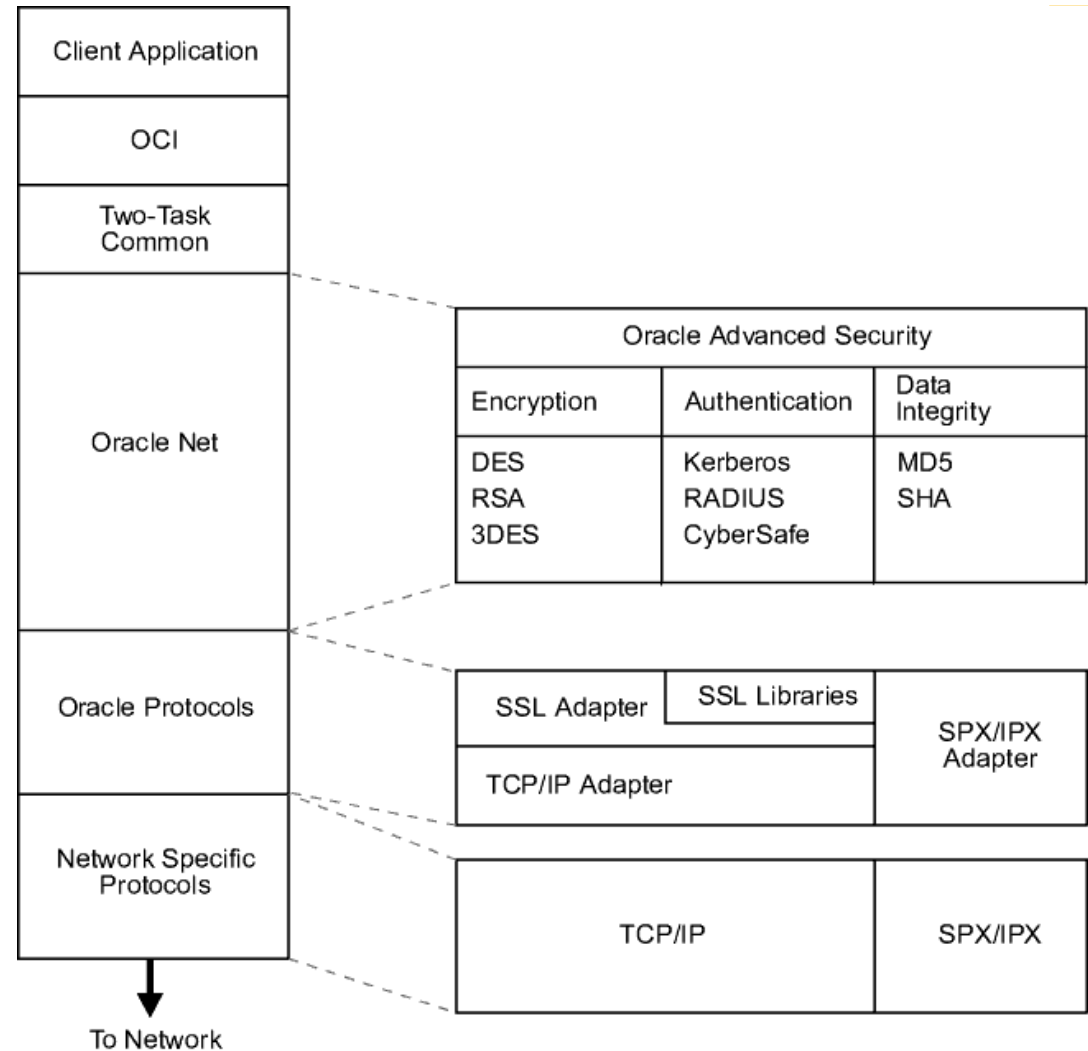 Client Application
OCI
Two-Task
Common
Oracle Net
Oracle Protocols
Network Specific
Protocols
To Network
Oracle Advanced Security
Encryption
Authentication
Data
Integrity
DES
RSA
3DES
Kerberos
RADIUS
CyberSafe
MD5
SHA
SSL Adapter
SSL Libraries
TCP/IP Adapter
SPX/IPX
Adapter
TCP/IP
SPX/IPX